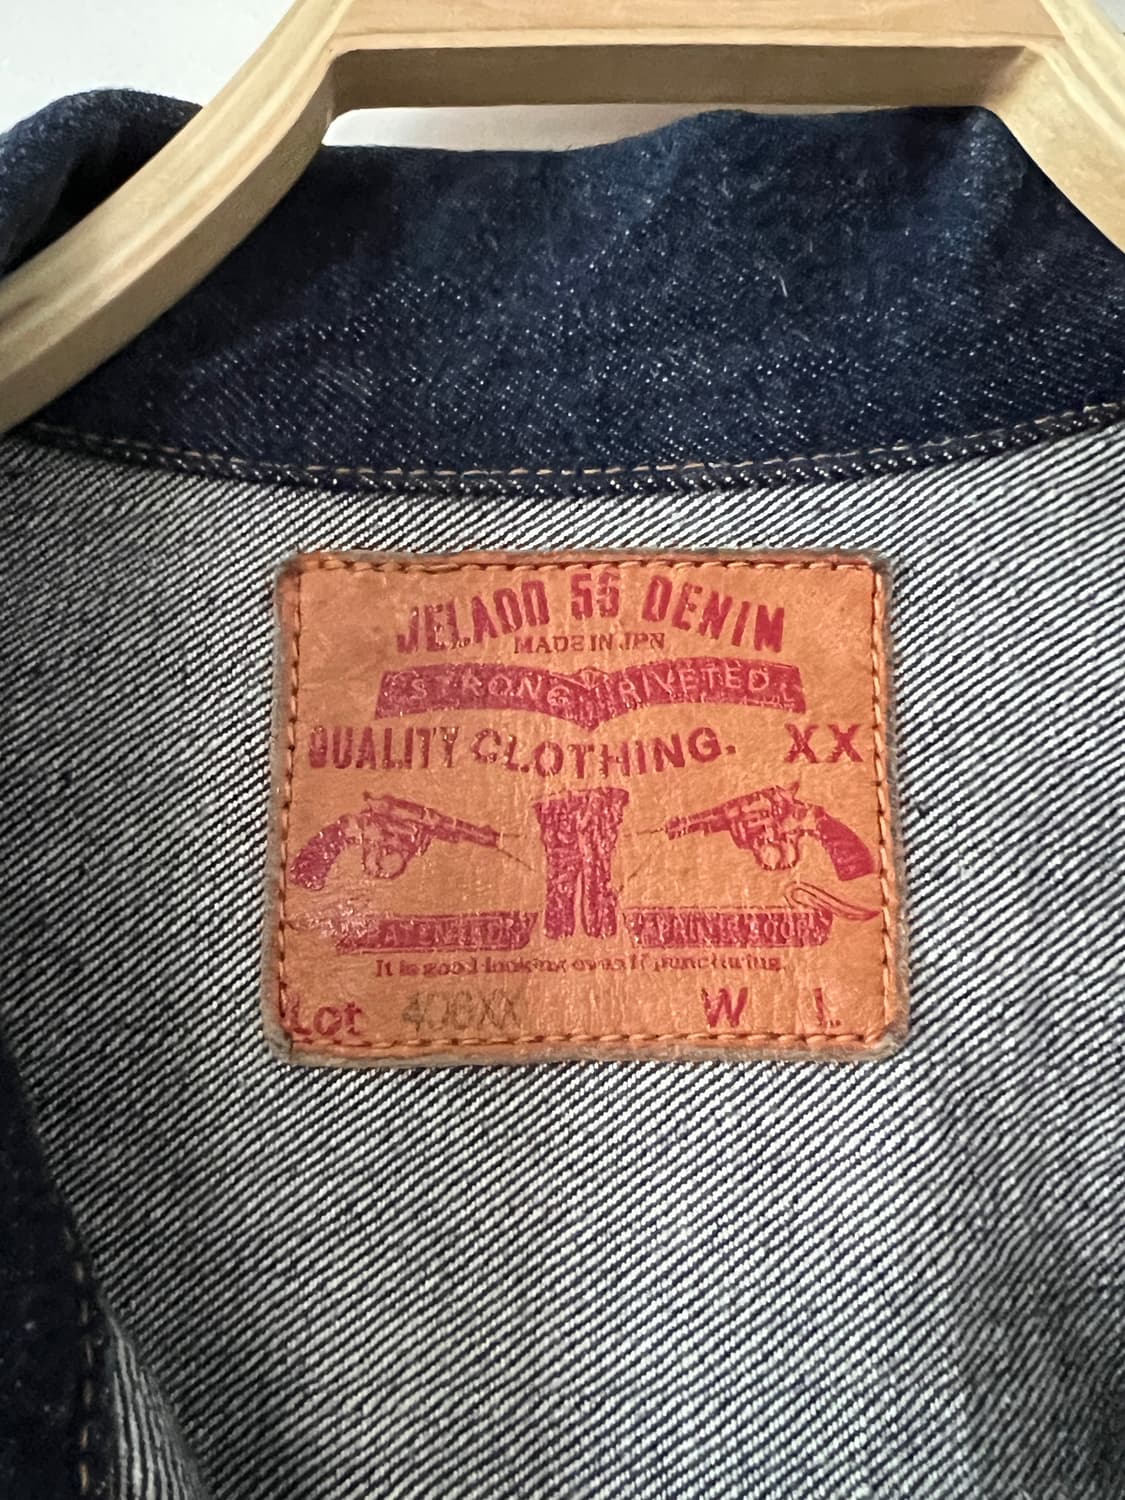 JELADO 55 DENIM
MADE IN JPN
STRONG RIVETED
QUALITY CLOTHING. XX
It is good looking even if puncturing.
Lot 406XX W L